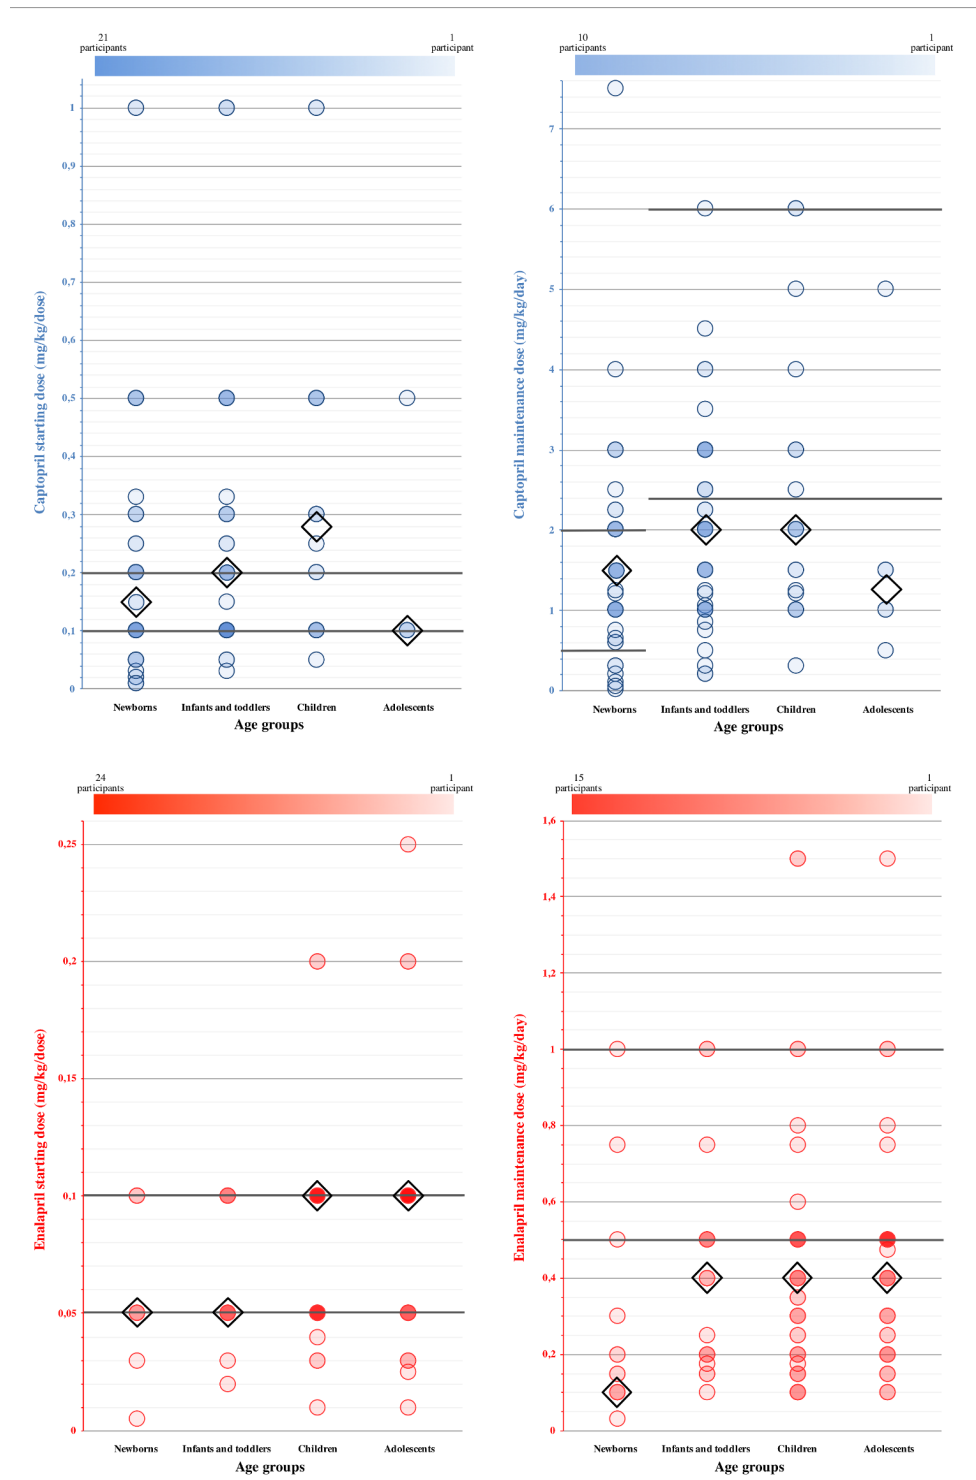 21
participants
1
participant
Captopril starting dose (mg/kg/dose)
1
0,9
0,8
0,7
0,6
0,5
0,4
0,3
0,2
0,1
0
Newborns
Infants and toddlers
Children
Adolescents
Age groups
10
participants
1
participant
Captopril maintenance dose (mg/kg/day)
7
6
5
4
3
2
1
0
Newborns
Infants and toddlers
Children
Adolescents
Age groups
24
participants
1
participant
Enalapril starting dose (mg/kg/dose)
0,25
0,2
0,15
0,1
0,05
0
Newborns
Infants and toddlers
Children
Adolescents
Age groups
15
participants
1
participant
Enalapril maintenance dose (mg/kg/day)
1,6
1,4
1,2
1
0,8
0,6
0,4
0,2
0
Newborns
Infants and toddlers
Children
Adolescents
Age groups